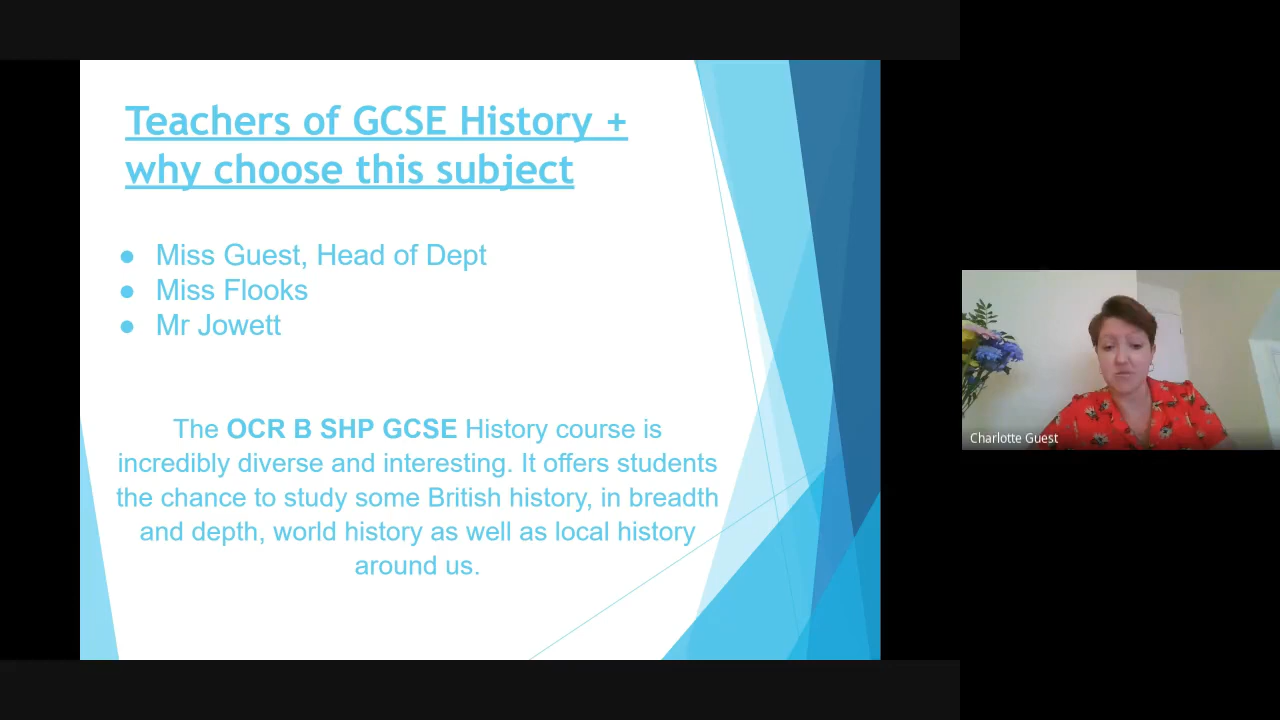 Teachers of GCSE History +
why choose this subject
● Miss Guest, Head of Dept
● Miss Flooks
● Mr Jowett
The OCR B SHP GCSE History course is
incredibly diverse and interesting. It offers students
the chance to study some British history, in breadth
and depth, world history as well as local history
around us.
Charlotte Guest